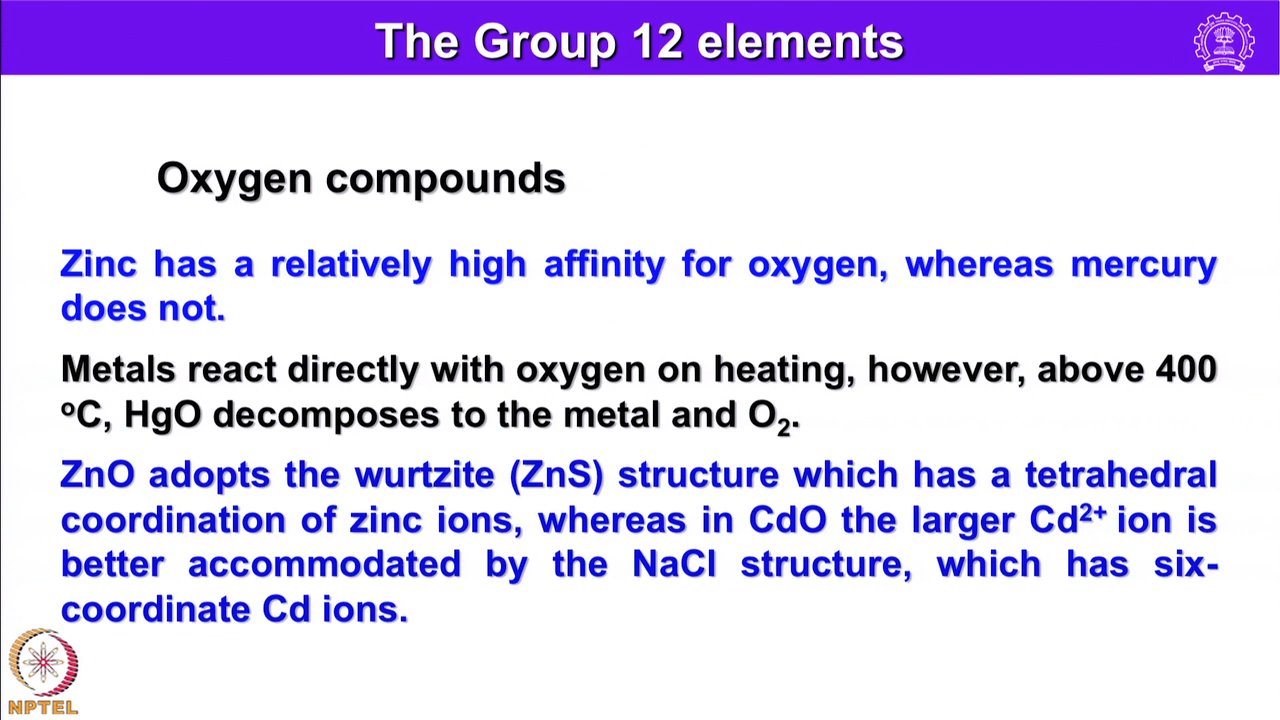 The Group 12 elements
Oxygen compounds
Zinc has a relatively high affinity for oxygen, whereas mercury
does not.
Metals react directly with oxygen on heating, however, above 400
ºC, HgO decomposes to the metal and O₂.
ZnO adopts the wurtzite (ZnS) structure which has a tetrahedral
coordination of zinc ions, whereas in CdO the larger Cd²⁺ ion is
better accommodated by the NaCl structure, which has six-
coordinate Cd ions.
NPTEL